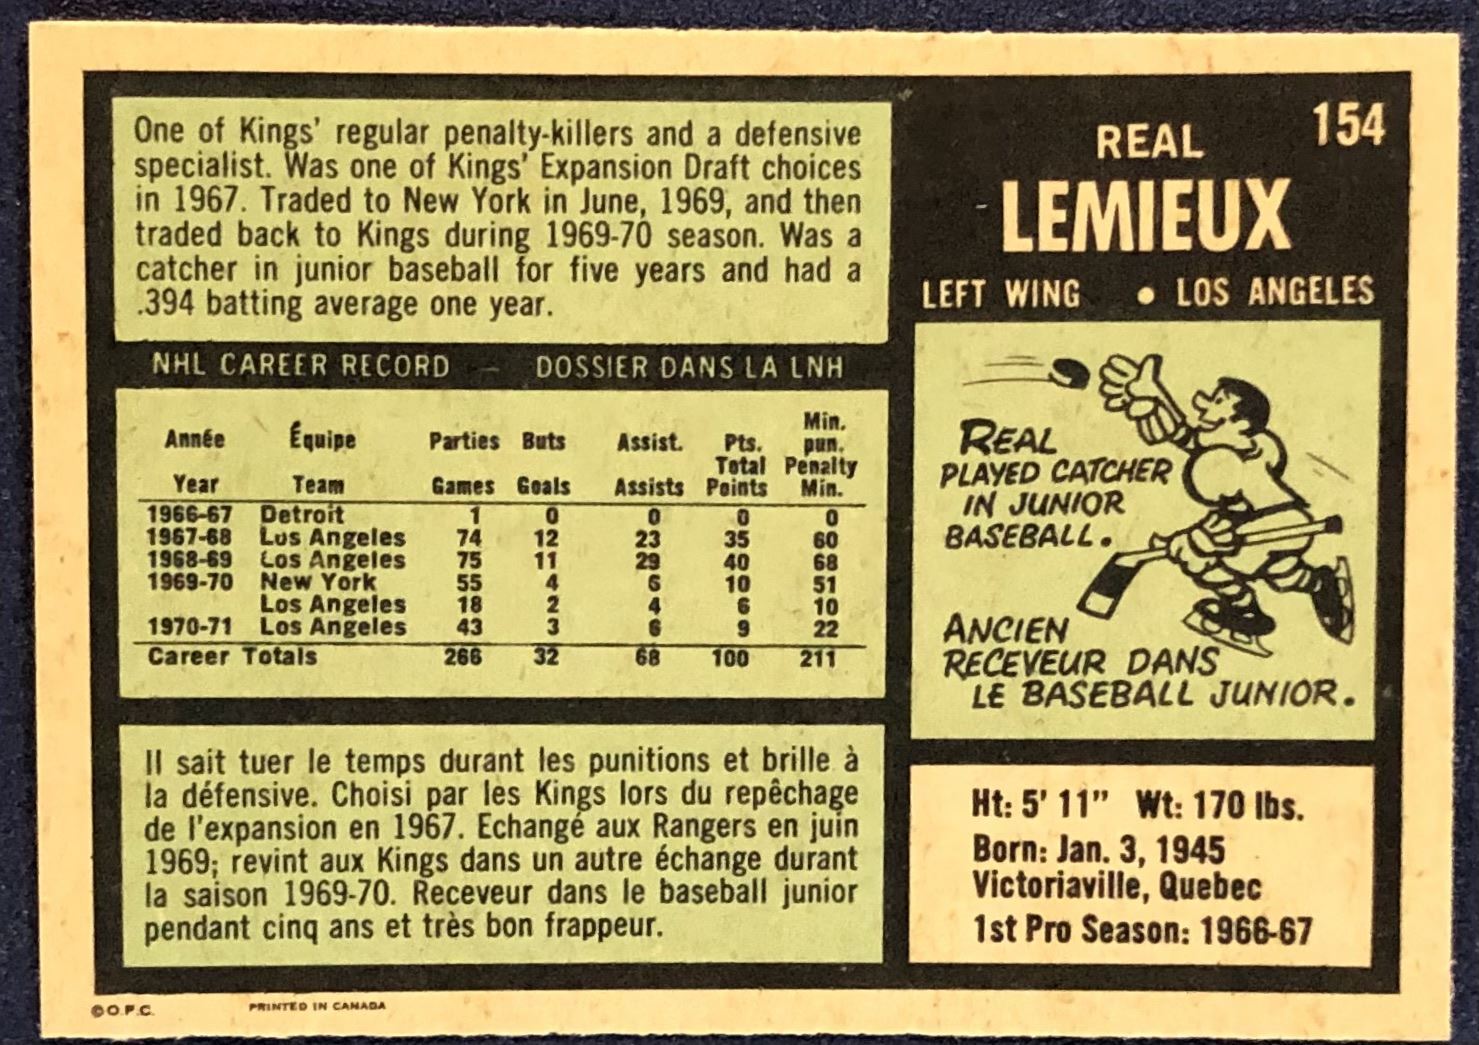 One of Kings' regular penalty-killers and a defensive
specialist. Was one of Kings' Expansion Draft choices
in 1967. Traded to New York in June, 1969, and then
traded back to Kings during 1969-70 season. Was a
catcher in junior baseball for five years and had a
.394 batting average one year.
154
REAL
LEMIEUX
LEFT WING • LOS ANGELES
NHL CAREER RECORD – DOSSIER DANS LA LNH
Année Équipe Parties Buts Assist. Pts. Min. pun.
Year Team Games Goals Assists Total Points Penalty Min.
1966-67 Detroit 1 0 0 0 0
1967-68 Los Angeles 74 12 23 35 60
1968-69 Los Angeles 75 11 29 40 68
1969-70 New York 55 4 6 10 51
Los Angeles 18 2 4 6 10
1970-71 Los Angeles 43 3 6 9 22
Career Totals 266 32 68 100 211
REAL
PLAYED CATCHER
IN JUNIOR
BASEBALL.
ANCIEN
RECEVEUR DANS
LE BASEBALL JUNIOR.
Il sait tuer le temps durant les punitions et brille à
la défensive. Choisi par les Kings lors du repêchage
de l'expansion en 1967. Echangé aux Rangers en juin
1969; revint aux Kings dans un autre échange durant
la saison 1969-70. Receveur dans le baseball junior
pendant cinq ans et très bon frappeur.
Ht: 5' 11" Wt: 170 lbs.
Born: Jan. 3, 1945
Victoriaville, Quebec
1st Pro Season: 1966-67
©O.P.C. PRINTED IN CANADA